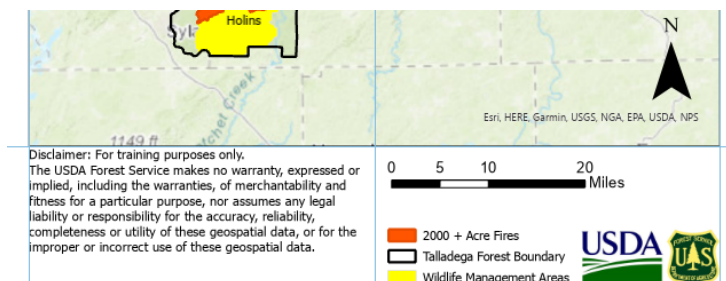 Holins
Syl
N
Esri, HERE, Garmin, USGS, NGA, EPA, USDA, NPS
1149 ft
tchet Creek
Disclaimer: For training purposes only.
The USDA Forest Service makes no warranty, expressed or
implied, including the warranties, of merchantability and
fitness for a particular purpose, nor assumes any legal
liability or responsibility for the accuracy, reliability,
completeness or utility of these geospatial data, or for the
improper or incorrect use of these geospatial data.
0 5 10 20
Miles
2000 + Acre Fires
Talladega Forest Boundary
Wildlife Management Areas
USDA
FOREST SERVICE
U S
DEPARTMENT OF AGRICULTURE